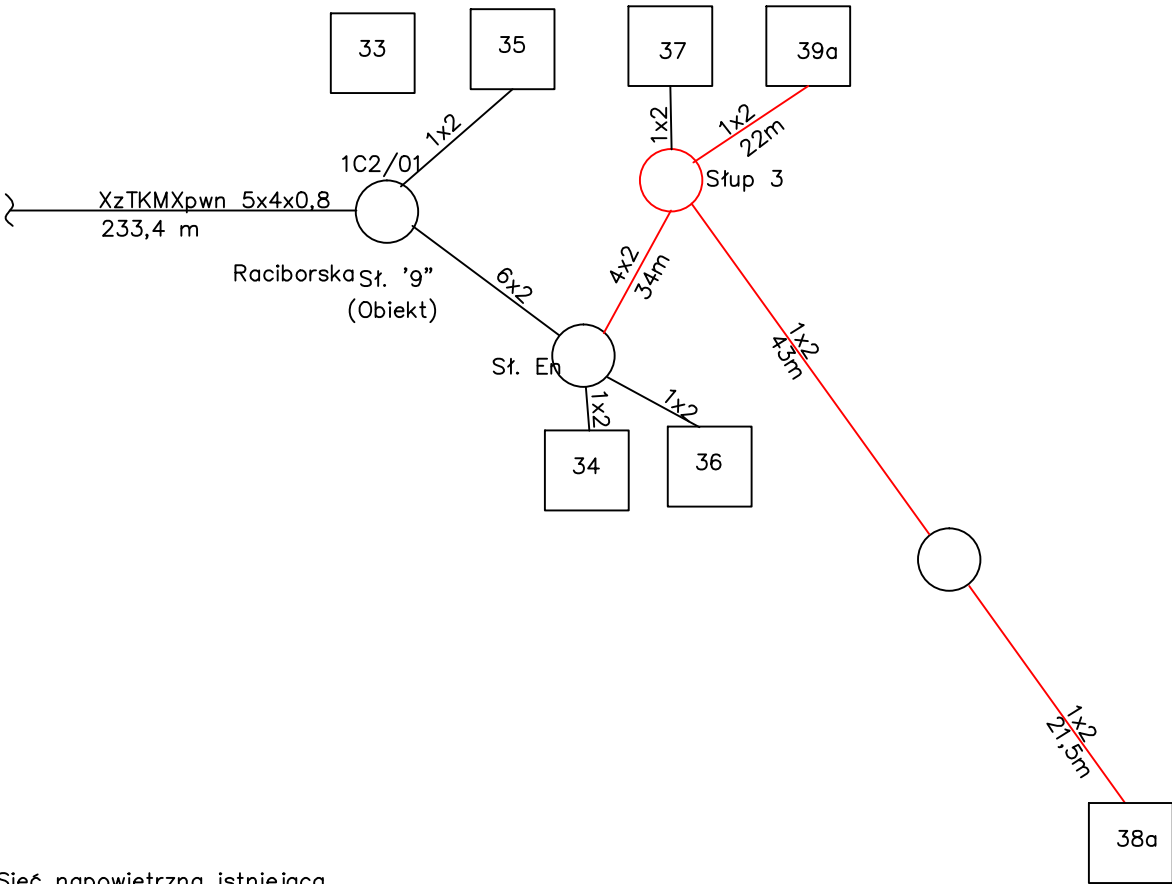 33
35
37
39a
1x2
1x2
1x2
22m
1C2/01
Słup 3
XzTKMXpwn 5x4x0,8
233,4 m
Raciborska Sł. '9"
(Obiekt)
6x2
4x2
34m
Sł. En
1x2
43m
1x2
1x2
34
36
1x2
21,5m
38a
Sieć napowietrzna istniejąca